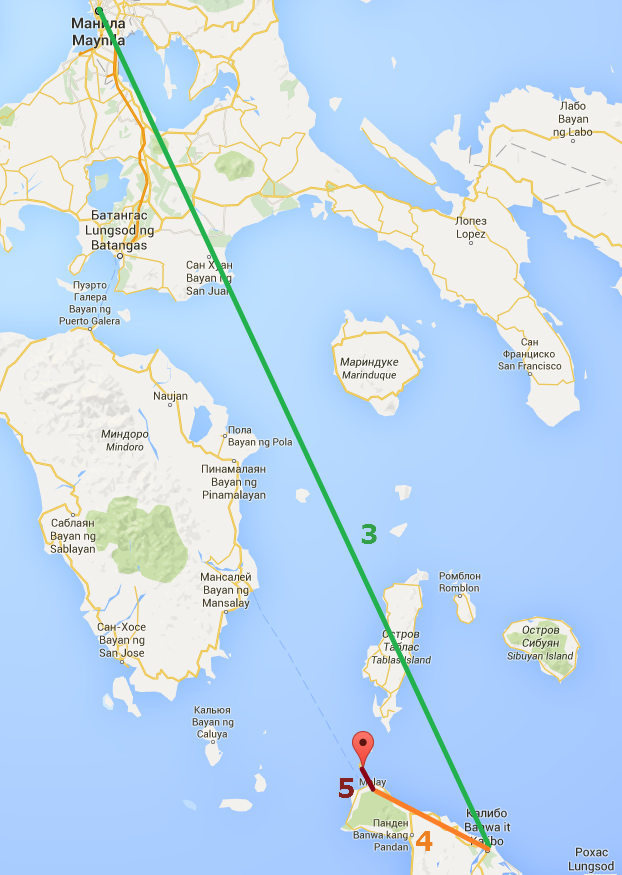 Манила
Maynila
Лабо
Bayan
ng Labo
Батангас
Lungsod ng
Batangas
Лопез
Lopez
Сан Хуан
Bayan ng
San Juan
Пуэрто
Галера
Bayan ng
Puerto Galera
Сан
Франциско
San Francisco
Мариндуке
Marinduque
Naujan
Миндоро
Mindoro
Пола
Bayan ng Pola
Пинамалаян
Bayan ng
Pinamalayan
Саблаян
Bayan ng
Sablayan
3
Мансалей
Bayan ng
Mansalay
Ромблон
Romblon
Сан-Хосе
Bayan ng
San Jose
Остров
Таблас
Tablas Island
Остров
Сибуян
Sibuyan Island
Кальюя
Bayan ng
Caluya
5
Malay
Калибо
Banwa it
Kalibo
Панден
Banwa kang
Pandan
4
Рохас
Lungsod